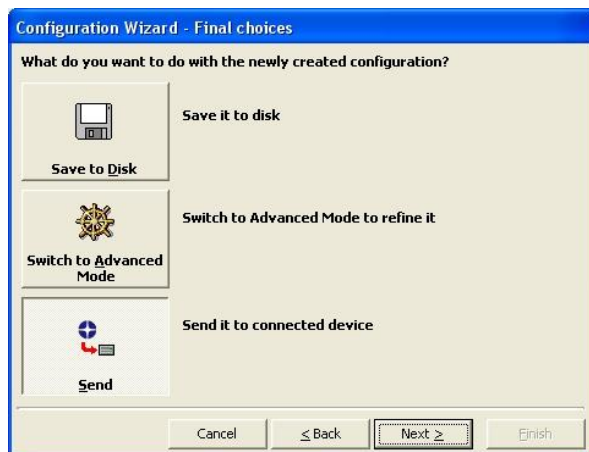 Configuration Wizard - Final choices
What do you want to do with the newly created configuration?
Save it to disk
Save to Disk
Switch to Advanced Mode to refine it
Switch to Advanced
Mode
Send it to connected device
Send
Cancel
< Back
Next >
Finish